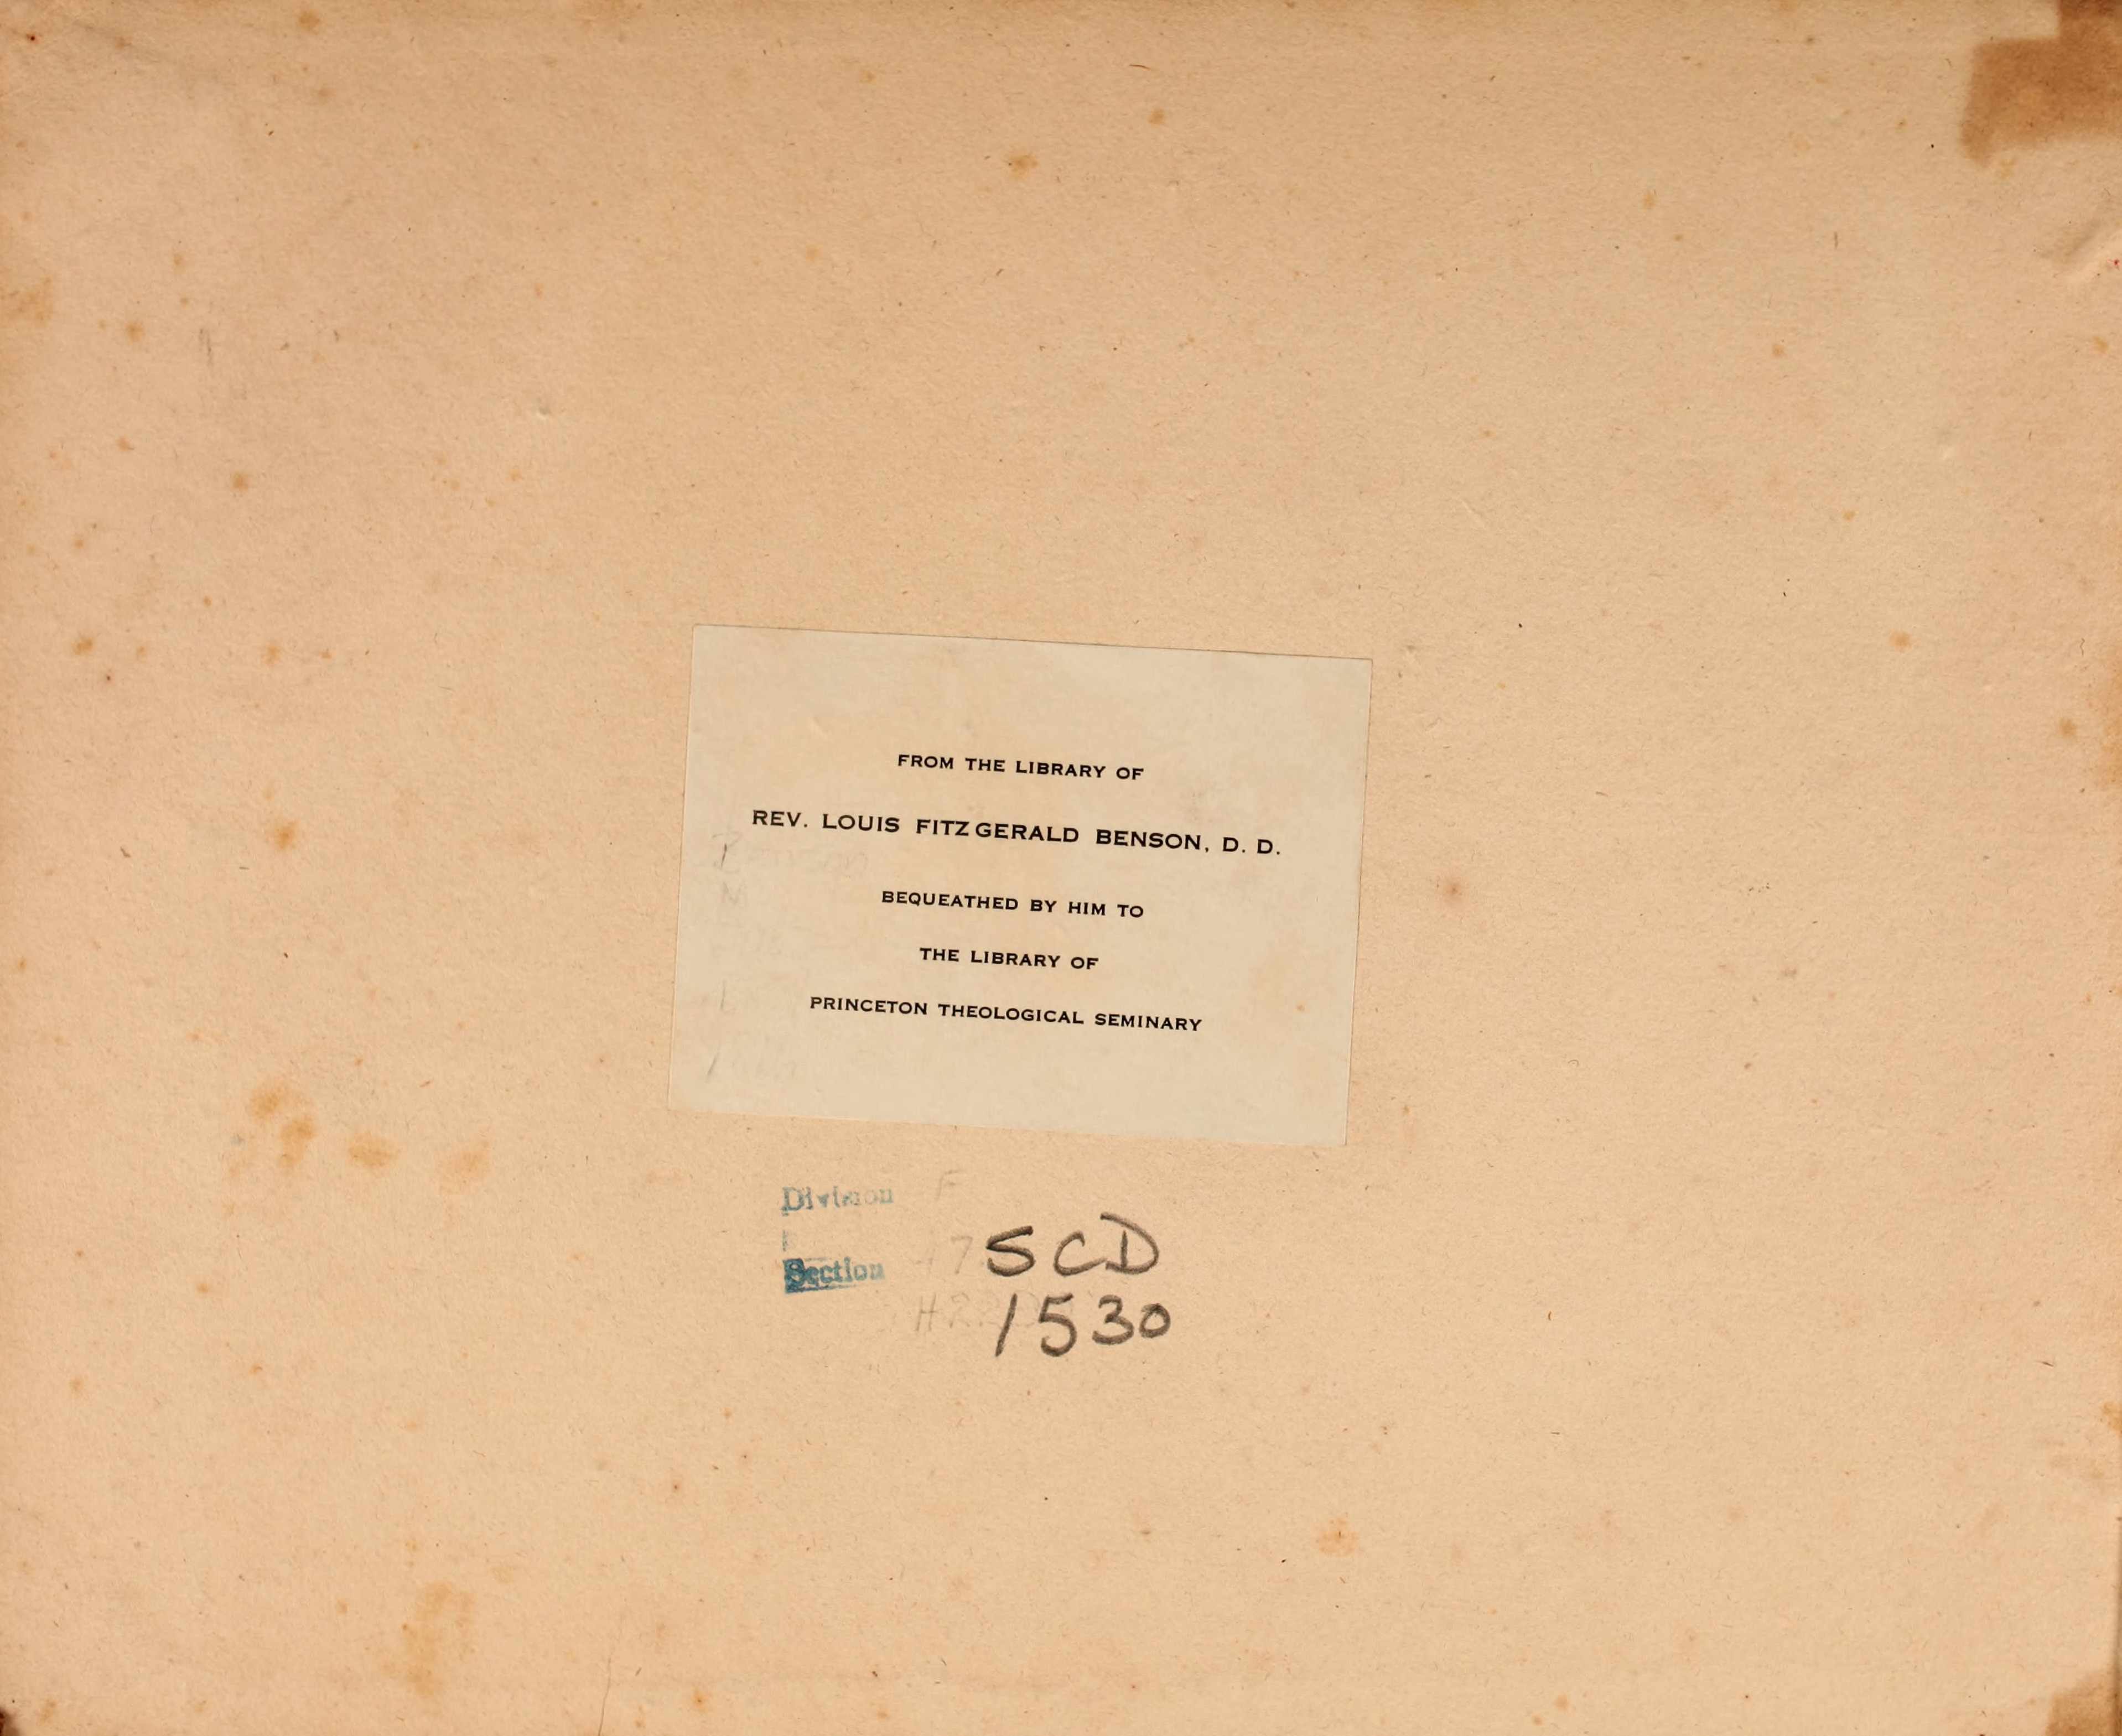 FROM THE LIBRARY OF
REV. LOUIS FITZGERALD BENSON, D. D.
BEQUEATHED BY HIM TO
THE LIBRARY OF
PRINCETON THEOLOGICAL SEMINARY
Division F
Section
SCD
1530